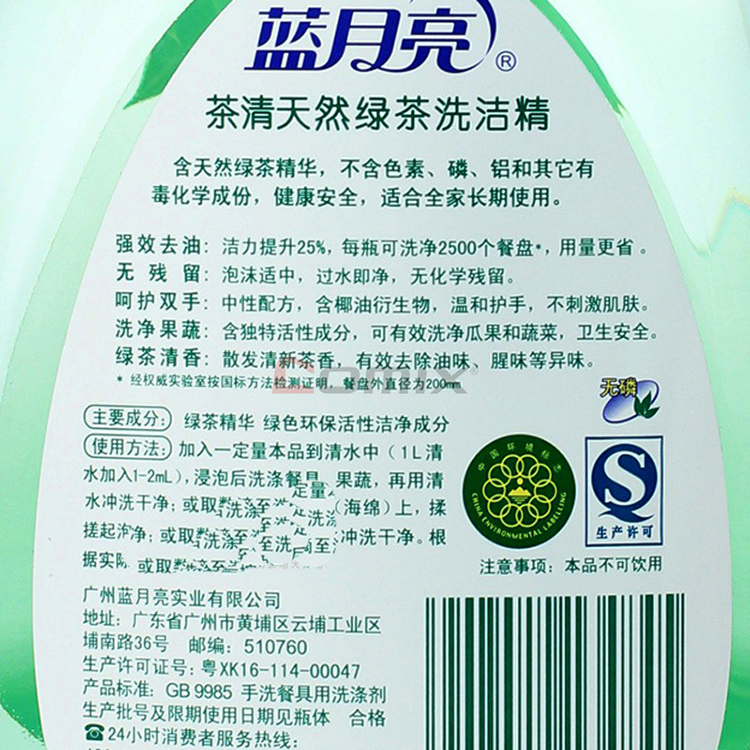 蓝月亮®
茶清天然绿茶洗洁精
含天然绿茶精华，不含色素、磷、铝和其它有
毒化学成份，健康安全，适合全家长期使用。
强效去油：洁力提升25%，每瓶可洗净2500个餐盘*，用量更省。
无残留：泡沫适中，过水即净，无化学残留。
呵护双手：中性配方，含椰油衍生物，温和护手，不刺激肌肤。
洗净果蔬：含独特活性成分，可有效洗净瓜果和蔬菜，卫生安全。
绿茶清香：散发清新茶香，有效去除油味、腥味等异味。
* 经权威实验室按国标方法检测证明，餐盘外直径为200mm
comix
无磷
主要成分：绿茶精华 绿色环保活性洁净成分
使用方法：加入一定量本品到清水中（1L清
水加入1-2mL），浸泡后洗涤餐具、果蔬，再用清
水冲洗干净；或取 （海绵）上，揉
搓起 净；或取 冲洗干净。根
据实际 或取
中国环境标志
CHINA ENVIRONMENTAL LABELLING
S
生产许可
注意事项：本品不可饮用
广州蓝月亮实业有限公司
地址：广东省广州市黄埔区云埔工业区
埔南路36号 邮编：510760
生产许可证号：粤XK16-114-00047
产品标准：GB 9985 手洗餐具用洗涤剂
生产批号及限期使用日期见瓶体 合格
☎24小时消费者服务热线：